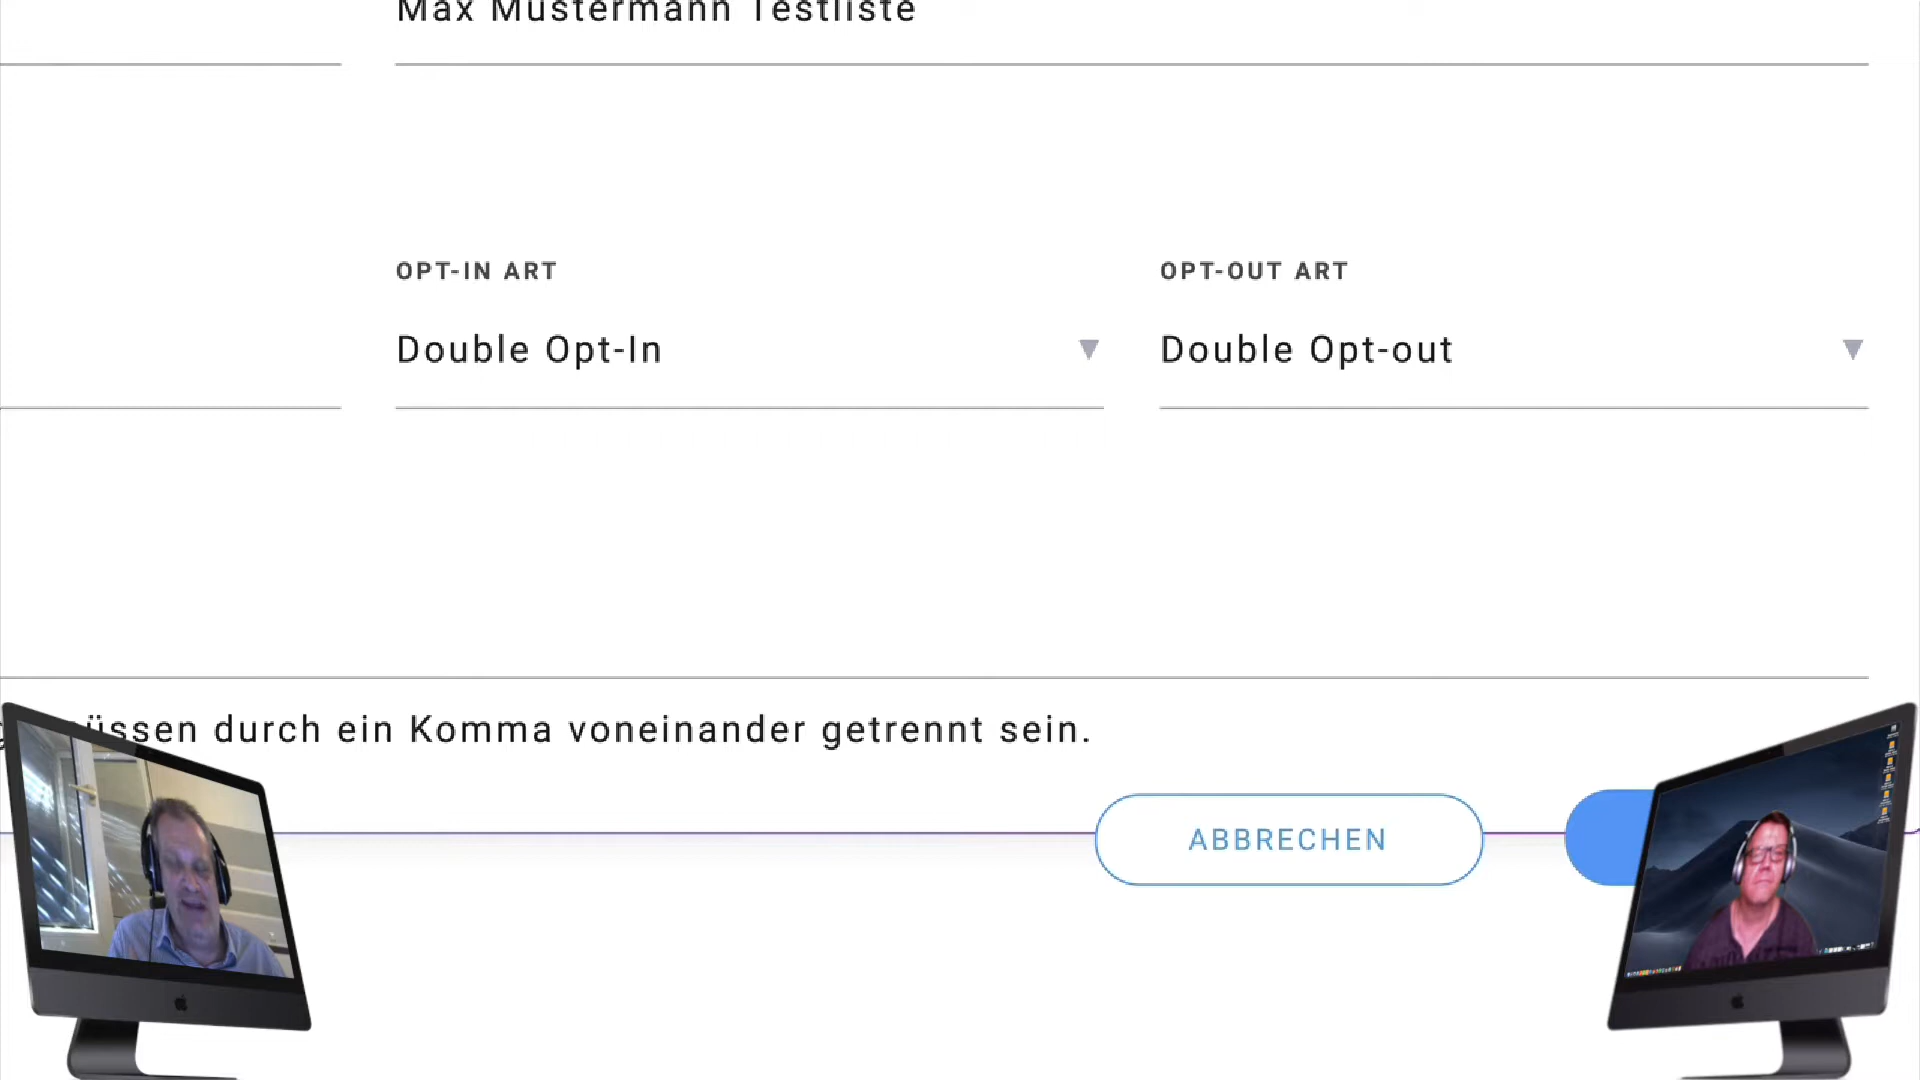 Max Mustermann Testliste
OPT-IN ART
OPT-OUT ART
Double Opt-In
Double Opt-out
durch ein Komma voneinander getrennt sein.
ABBRECHEN